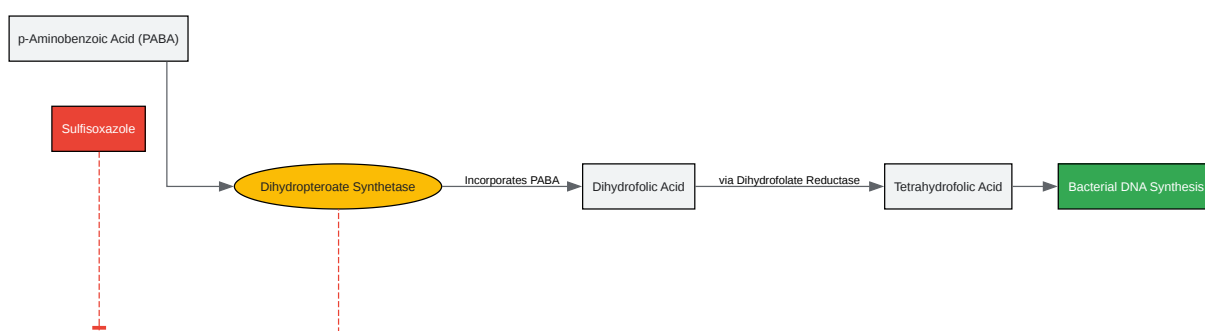 p-Aminobenzoic Acid (PABA)
Sulfisoxazole
Dihydropteroate Synthetase
Incorporates PABA
Dihydrofolic Acid
via Dihydrofolate Reductase
Tetrahydrofolic Acid
Bacterial DNA Synthesis